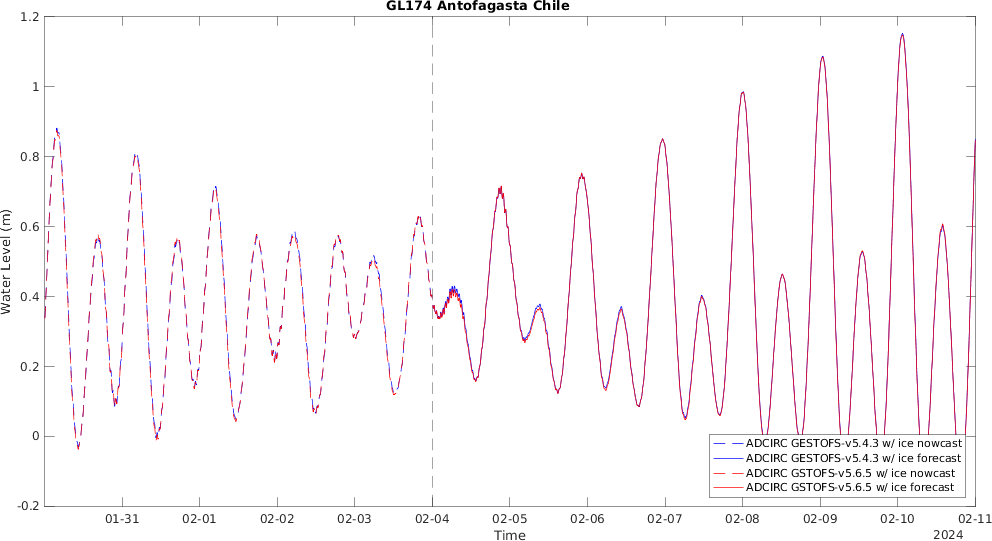 GL174 Antofagasta Chile
1.2
1
0.8
0.6
0.4
0.2
0
-0.2
Water Level (m)
01-31 02-01 02-02 02-03 02-04 02-05 02-06 02-07 02-08 02-09 02-10 02-11
Time
2024
ADCIRC GESTOFS-v5.4.3 w/ ice nowcast
ADCIRC GESTOFS-v5.4.3 w/ ice forecast
ADCIRC GSTOFS-v5.6.5 w/ ice nowcast
ADCIRC GSTOFS-v5.6.5 w/ ice forecast